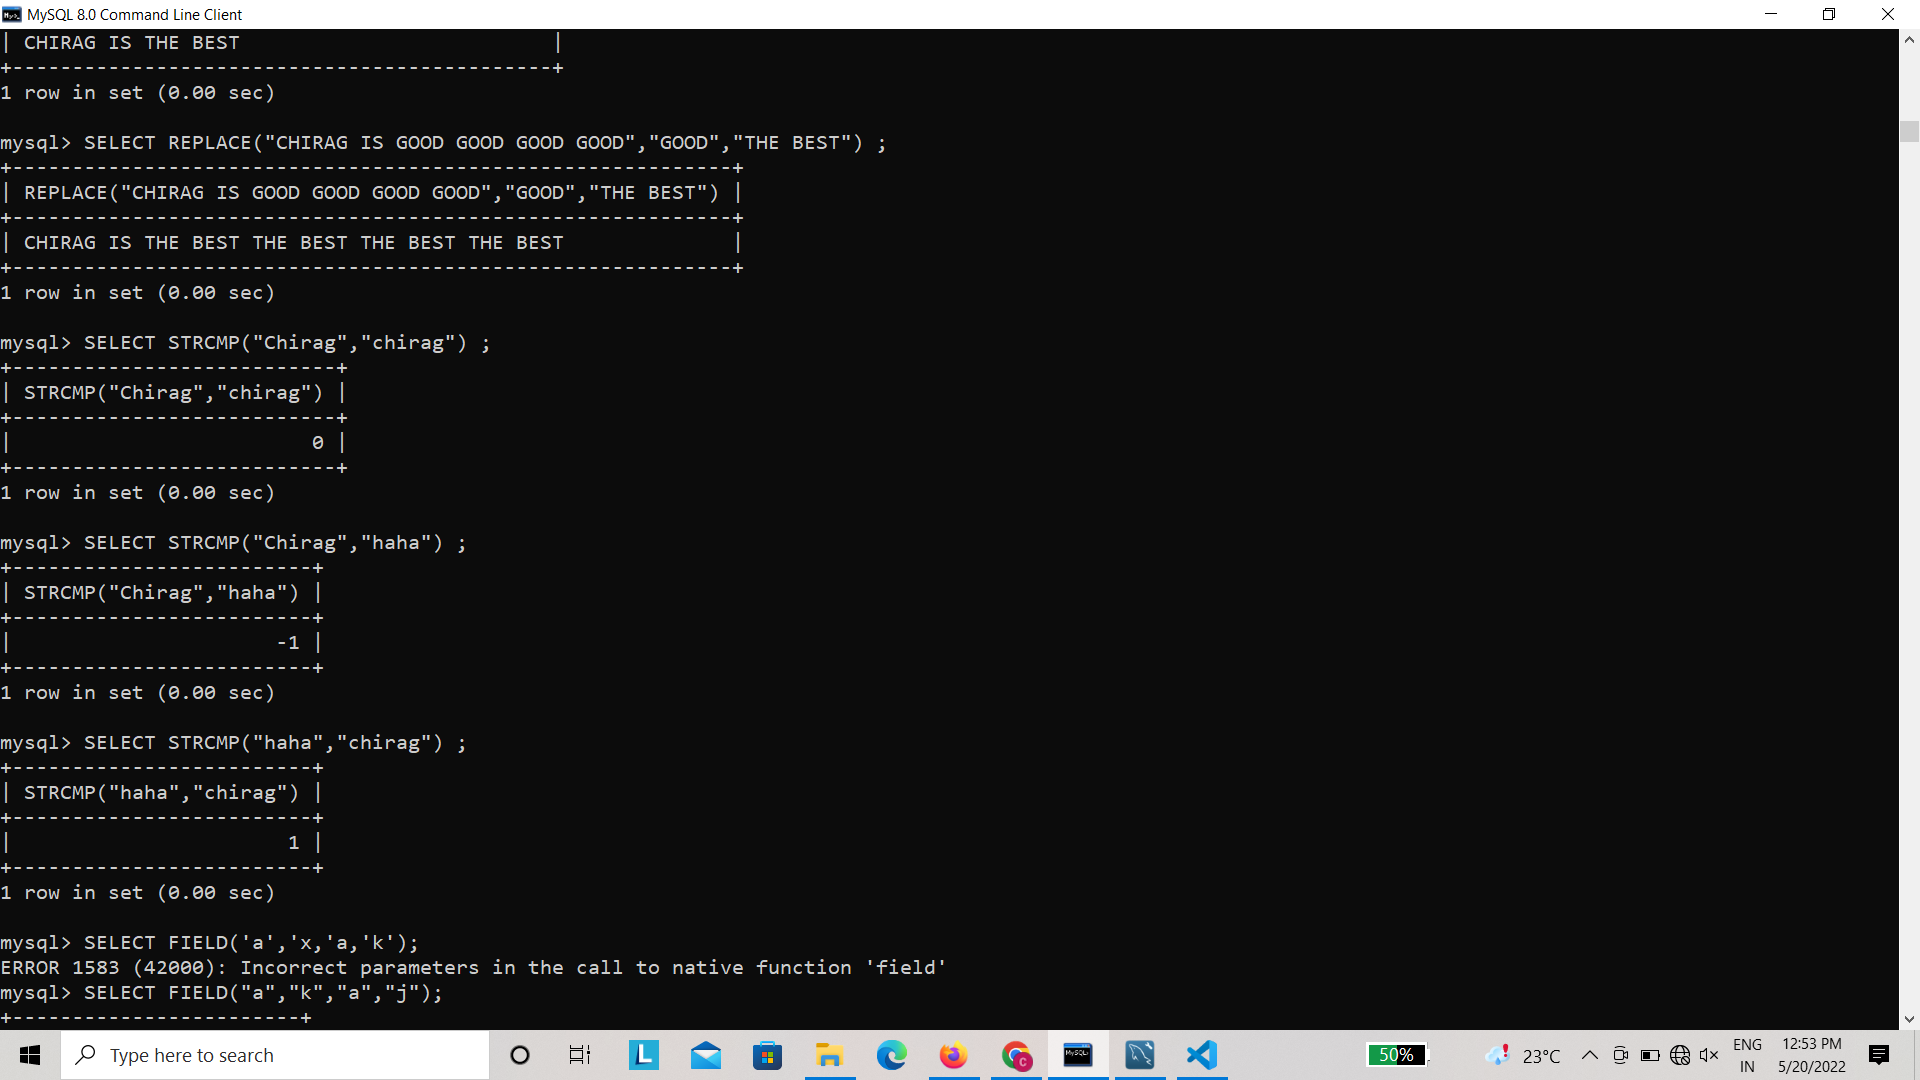 MySQL 8.0 Command Line Client
| CHIRAG IS THE BEST                          |
+---------------------------------------------+
1 row in set (0.00 sec)
mysql> SELECT REPLACE("CHIRAG IS GOOD GOOD GOOD GOOD","GOOD","THE BEST") ;
+------------------------------------------------------------+
| REPLACE("CHIRAG IS GOOD GOOD GOOD GOOD","GOOD","THE BEST") |
+------------------------------------------------------------+
| CHIRAG IS THE BEST THE BEST THE BEST THE BEST              |
+------------------------------------------------------------+
1 row in set (0.00 sec)
mysql> SELECT STRCMP("Chirag","chirag") ;
+---------------------------+
| STRCMP("Chirag","chirag") |
+---------------------------+
|                         0 |
+---------------------------+
1 row in set (0.00 sec)
mysql> SELECT STRCMP("Chirag","haha") ;
+-------------------------+
| STRCMP("Chirag","haha") |
+-------------------------+
|                      -1 |
+-------------------------+
1 row in set (0.00 sec)
mysql> SELECT STRCMP("haha","chirag") ;
+-------------------------+
| STRCMP("haha","chirag") |
+-------------------------+
|                       1 |
+-------------------------+
1 row in set (0.00 sec)
mysql> SELECT FIELD('a','x,'a,'k');
ERROR 1583 (42000): Incorrect parameters in the call to native function 'field'
mysql> SELECT FIELD("a","k","a","j");
+------------------------+
Type here to search
L
C
MySQL
50%
23°C
ENG
IN
12:53 PM
5/20/2022